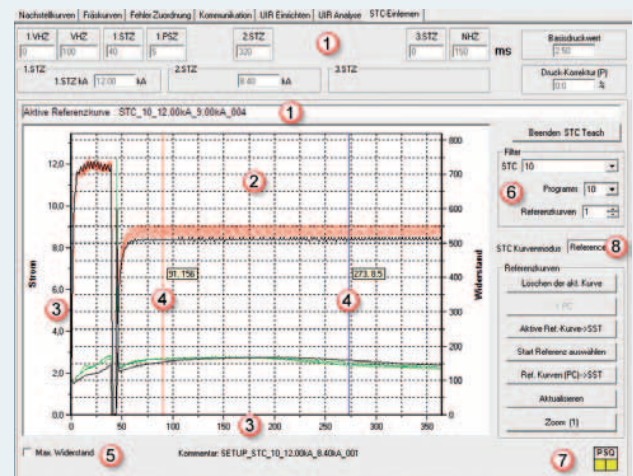 Nachstellkurven Fräskurven Fehler Zuordnung Kommunikation UIR Einrichten UIR Analyse STC-Einlernen
1.VHZ VHZ 1.STZ 1.PSZ 2.STZ 3.STZ NHZ
0 100 40 5 320 0 150 ms
1
Basisdruckwert
2.50
1.STZ 2.STZ 3.STZ
1.STZ kA 12.00 kA 8.40 kA
Druck-Korrektur (P)
0.0 %
Aktive Referenzkurve : STC_10_12.00kA_9.00kA_004
1
Beenden STC Teach
Filter
STC 10
Programm 10
Referenzkurven 1
6
STC Kurvenmodus Reference
8
Referenzkurven
Löschen der akt. Kurve
PC
Aktive Ref.-Kurve->SST
Start Referenz auswählen
Ref. Kurven (PC)->SST
Aktualisieren
Zoom (1)
Strom
12,0
10,0
8,0
6,0
4,0
2,0
0,0
Widerstand
800
700
600
500
400
300
200
100
0
2
91, 156
273, 8.5
3
4
4
3
0 50 100 150 200 250 300 350
Max. Widerstand
5
Kommentar: SETUP_STC_10_12,00kA_8.40kA_001
7
PSQ